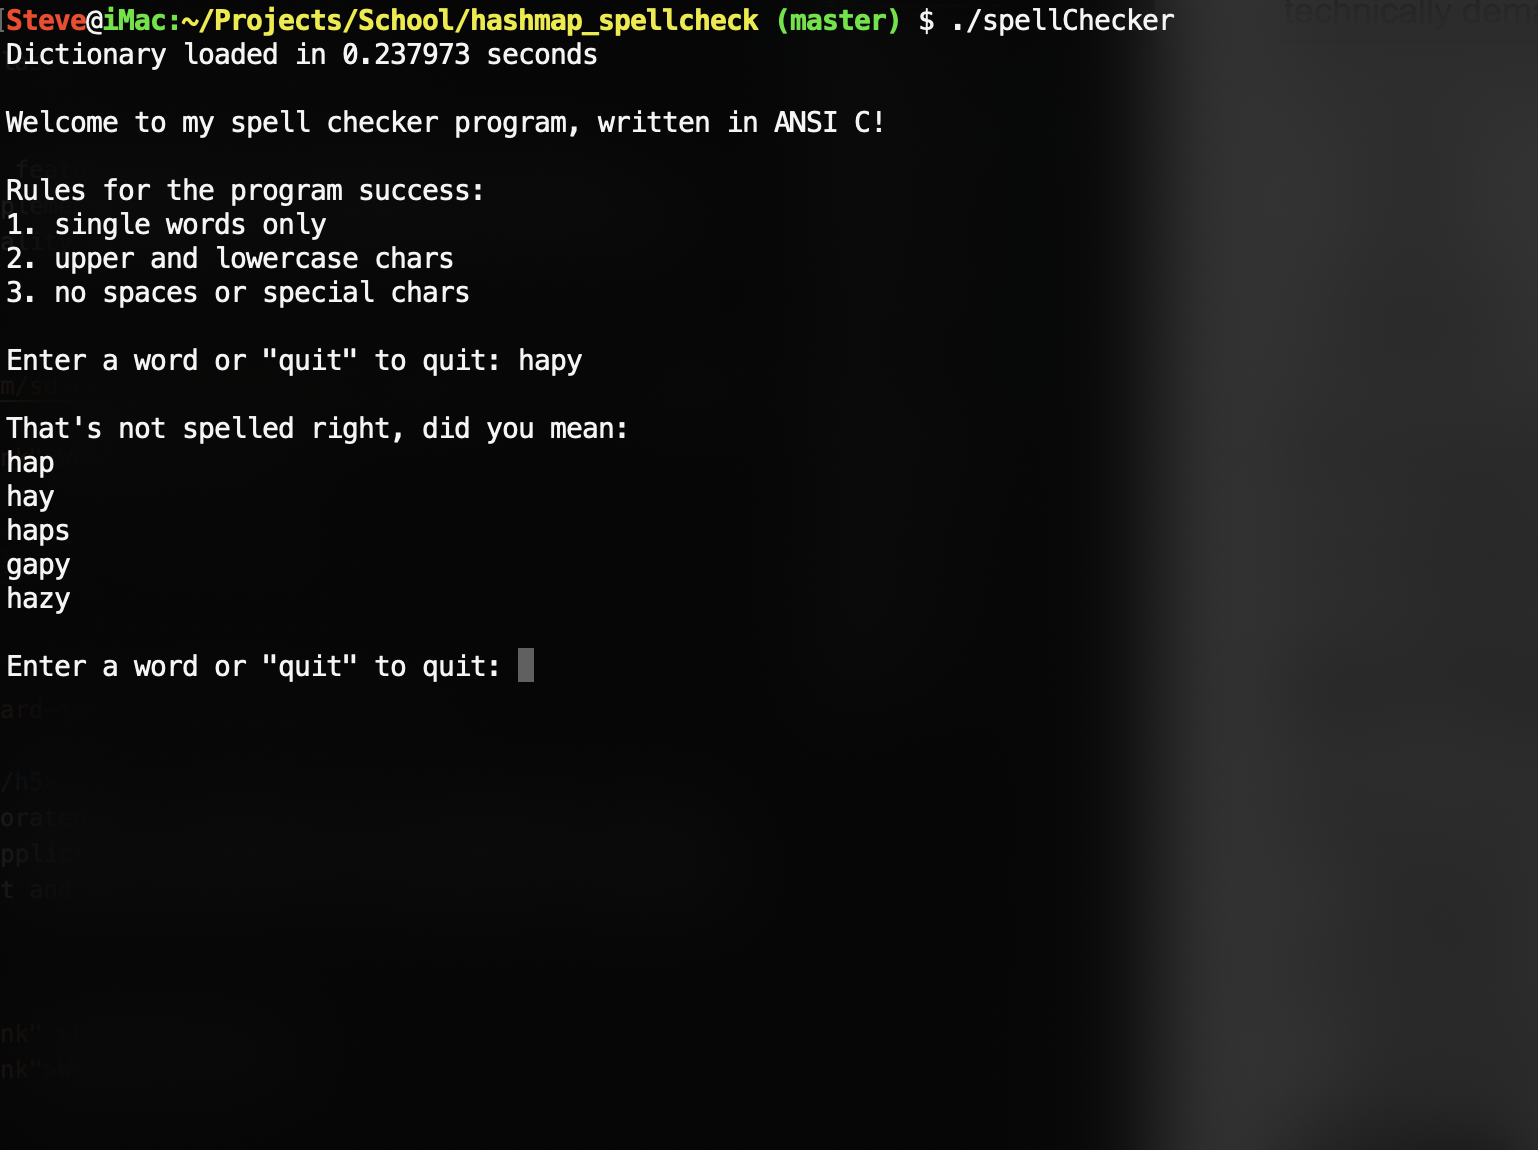 Steve@iMac:~/Projects/School/hashmap_spellcheck (master) $ ./spellChecker
technically dem
Dictionary loaded in 0.237973 seconds
Welcome to my spell checker program, written in ANSI C!
Rules for the program success:
1. single words only
2. upper and lowercase chars
3. no spaces or special chars
Enter a word or "quit" to quit: hapy
That's not spelled right, did you mean:
hap
hay
haps
gapy
hazy
Enter a word or "quit" to quit: